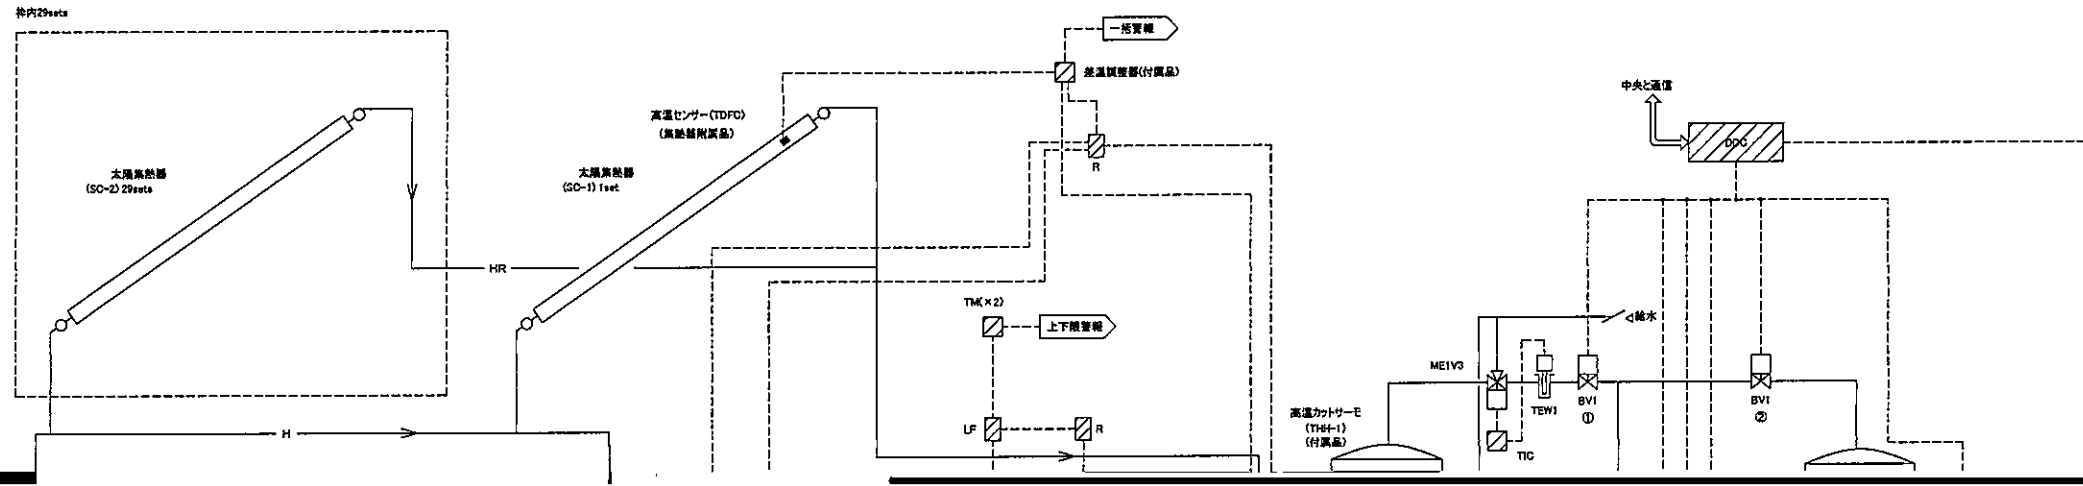 枠内29sets
一括警報
差温調整器(付属品)
高温センサー(TDFC)
(集熱器附属品)
R
太陽集熱器
(SC-2) 29sets
太陽集熱器
(SC-1) 1set
HR
TM(×2)
上下限警報
LF
R
H
中央と通信
DDC
◁給水
ME1V3
TEW1
BV1
①
BV1
②
TIC
高温カットサーモ
(THH-1)
(付属品)